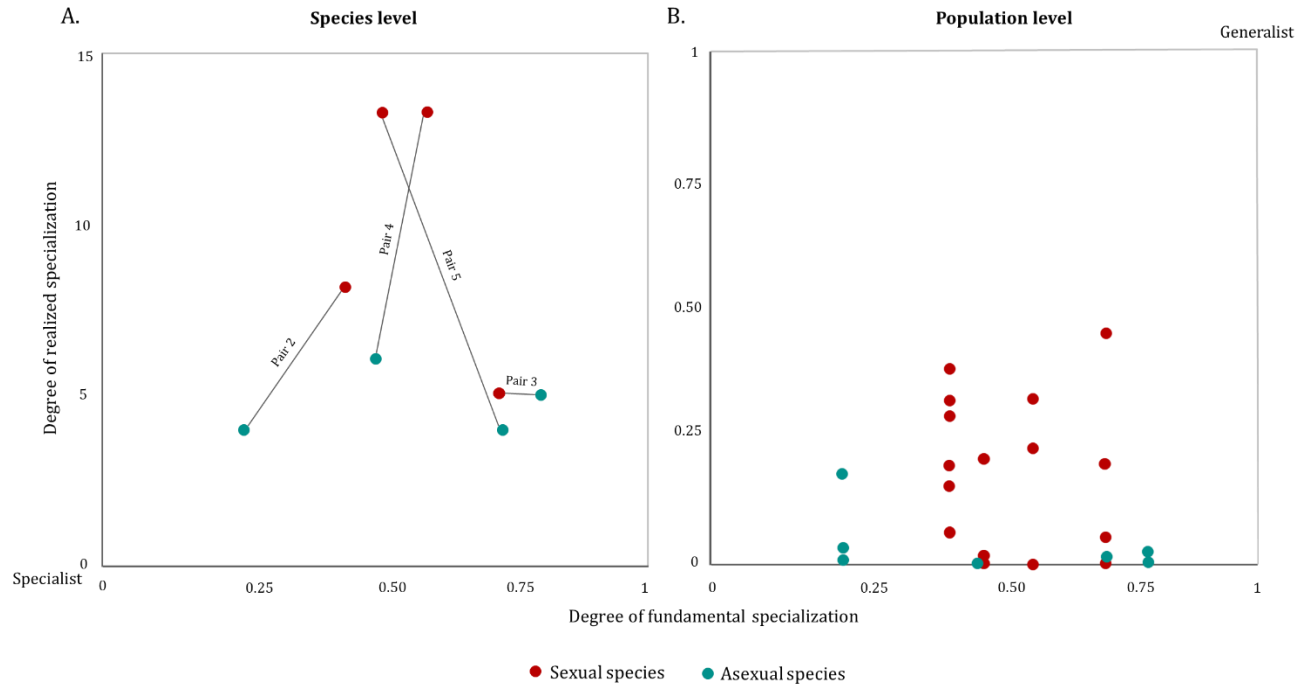 A.
Species level
15
10
5
0
Degree of realized specialization
Pair 2
Pair 4
Pair 5
Pair 3
Specialist
0
0.25
0.50
0.75
1
B.
Population level
Generalist
1
0.75
0.50
0.25
0
0
0.25
0.50
0.75
1
Degree of fundamental specialization
Sexual species
Asexual species